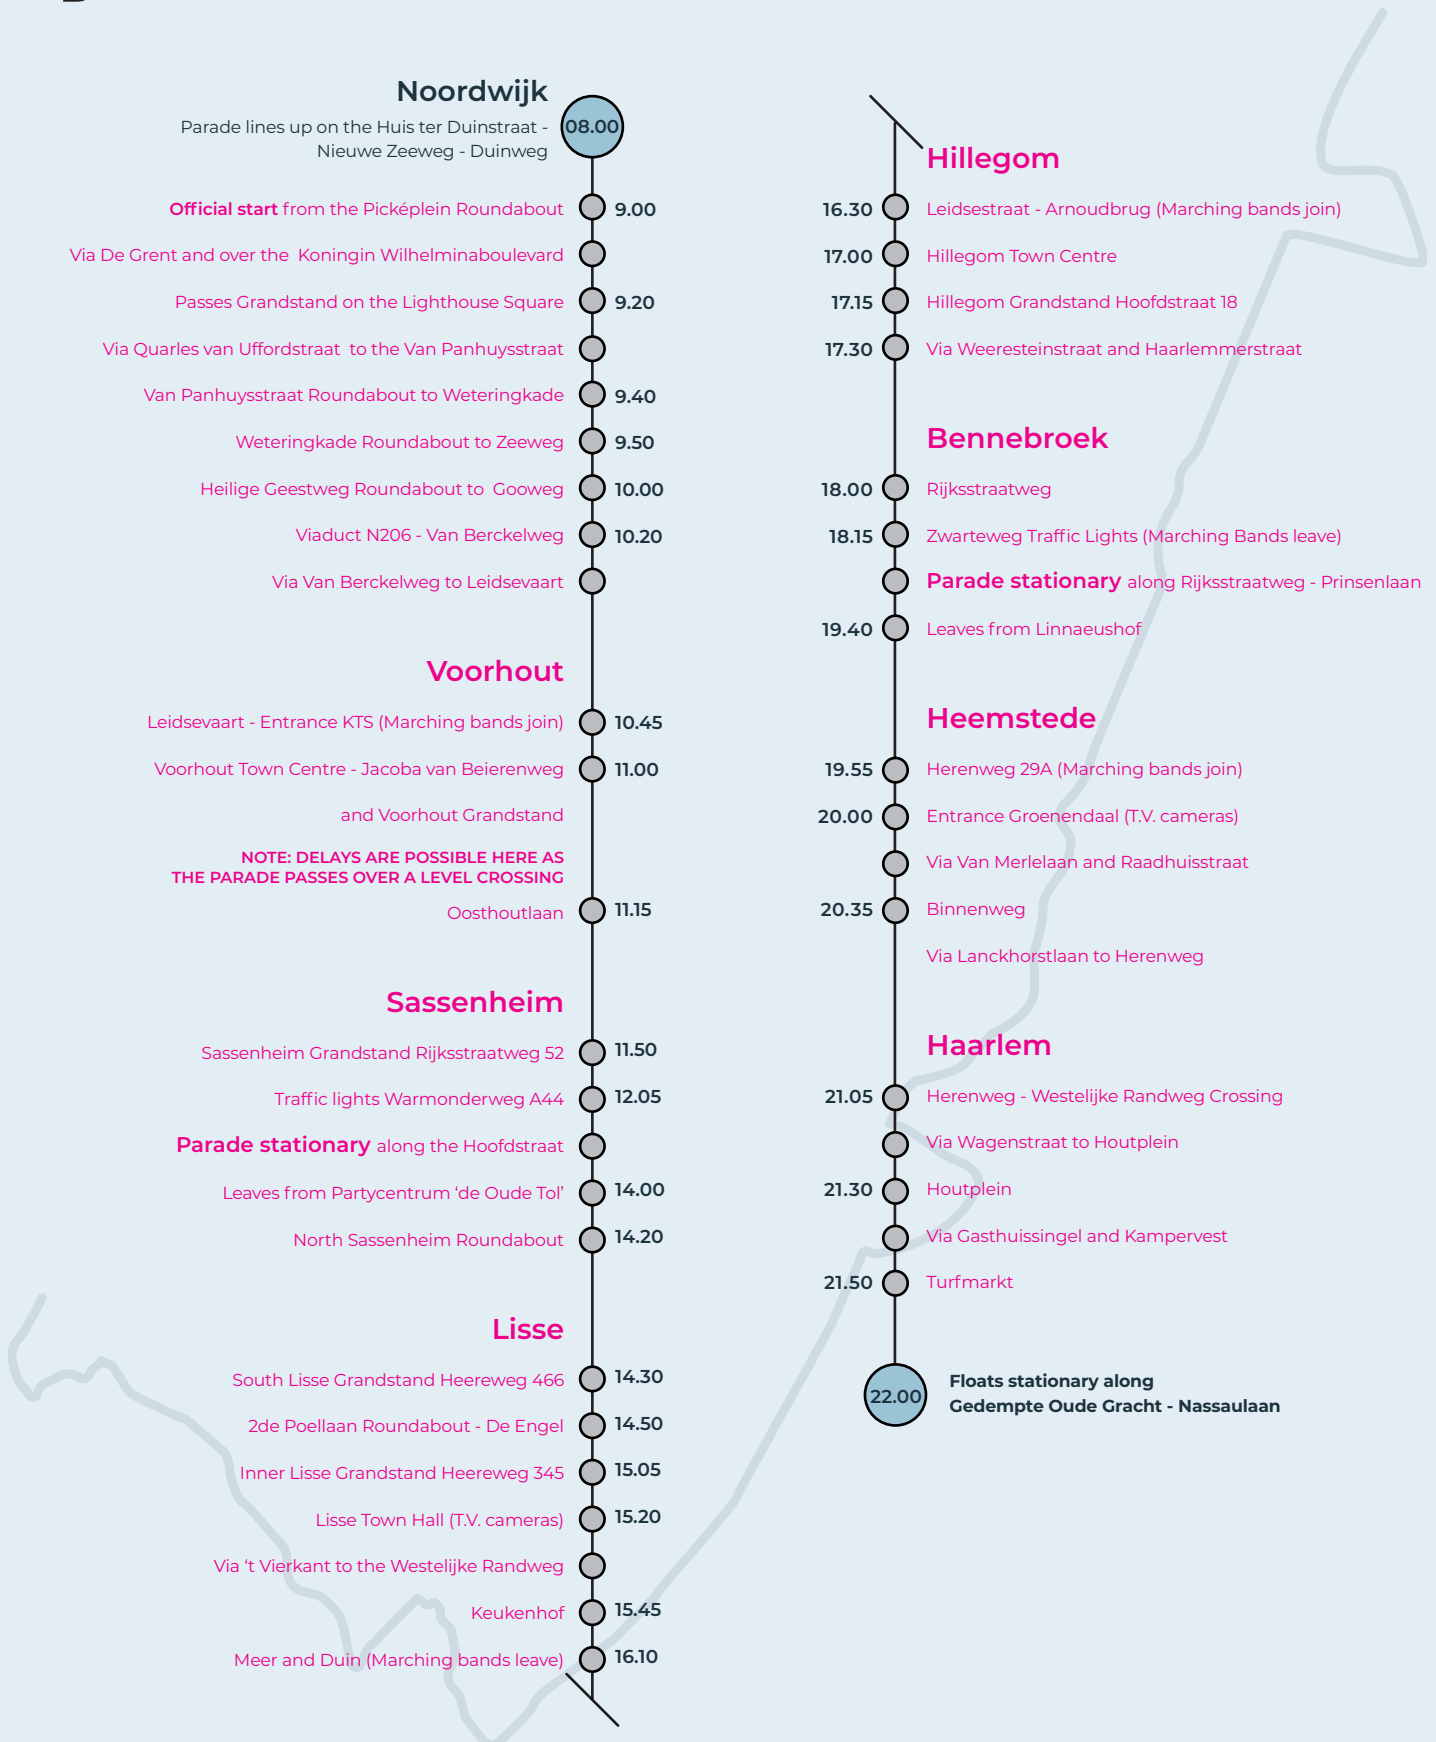 Noordwijk
08.00
Parade lines up on the Huis ter Duinstraat -
Nieuwe Zeeweg - Duinweg
Official start from the Picképlein Roundabout 9.00
Via De Grent and over the Koningin Wilhelminaboulevard
Passes Grandstand on the Lighthouse Square 9.20
Via Quarles van Uffordstraat to the Van Panhuysstraat
Van Panhuysstraat Roundabout to Weteringkade 9.40
Weteringkade Roundabout to Zeeweg 9.50
Heilige Geestweg Roundabout to Gooweg 10.00
Viaduct N206 - Van Berckelweg 10.20
Via Van Berckelweg to Leidsevaart
Voorhout
Leidsevaart - Entrance KTS (Marching bands join) 10.45
Voorhout Town Centre - Jacoba van Beierenweg 11.00
and Voorhout Grandstand
NOTE: DELAYS ARE POSSIBLE HERE AS
THE PARADE PASSES OVER A LEVEL CROSSING
Oosthoutlaan 11.15
Sassenheim
Sassenheim Grandstand Rijksstraatweg 52 11.50
Traffic lights Warmonderweg A44 12.05
Parade stationary along the Hoofdstraat
Leaves from Partycentrum ‘de Oude Tol’ 14.00
North Sassenheim Roundabout 14.20
Lisse
South Lisse Grandstand Heereweg 466 14.30
2de Poellaan Roundabout - De Engel 14.50
Inner Lisse Grandstand Heereweg 345 15.05
Lisse Town Hall (T.V. cameras) 15.20
Via ‘t Vierkant to the Westelijke Randweg
Keukenhof 15.45
Meer and Duin (Marching bands leave) 16.10
Hillegom
16.30 Leidsestraat - Arnoudbrug (Marching bands join)
17.00 Hillegom Town Centre
17.15 Hillegom Grandstand Hoofdstraat 18
17.30 Via Weeresteinstraat and Haarlemmerstraat
Bennebroek
18.00 Rijksstraatweg
18.15 Zwarteweg Traffic Lights (Marching Bands leave)
Parade stationary along Rijksstraatweg - Prinsenlaan
19.40 Leaves from Linnaeushof
Heemstede
19.55 Herenweg 29A (Marching bands join)
20.00 Entrance Groenendaal (T.V. cameras)
Via Van Merlelaan and Raadhuisstraat
20.35 Binnenweg
Via Lanckhorstlaan to Herenweg
Haarlem
21.05 Herenweg - Westelijke Randweg Crossing
Via Wagenstraat to Houtplein
21.30 Houtplein
Via Gasthuissingel and Kampervest
21.50 Turfmarkt
22.00
Floats stationary along
Gedempte Oude Gracht - Nassaulaan